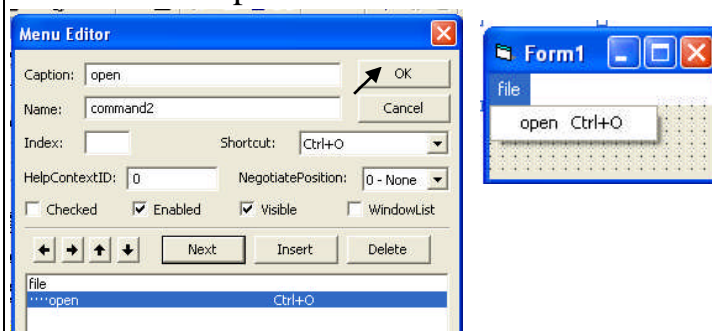 Menu Editor
Caption: open
OK
Name: command2
Cancel
Index:
Shortcut: Ctrl+O
HelpContextID: 0
NegotiatePosition: 0 - None
Checked
Enabled
Visible
WindowList
Next
Insert
Delete
file
····open Ctrl+O
Form1
file
open Ctrl+O